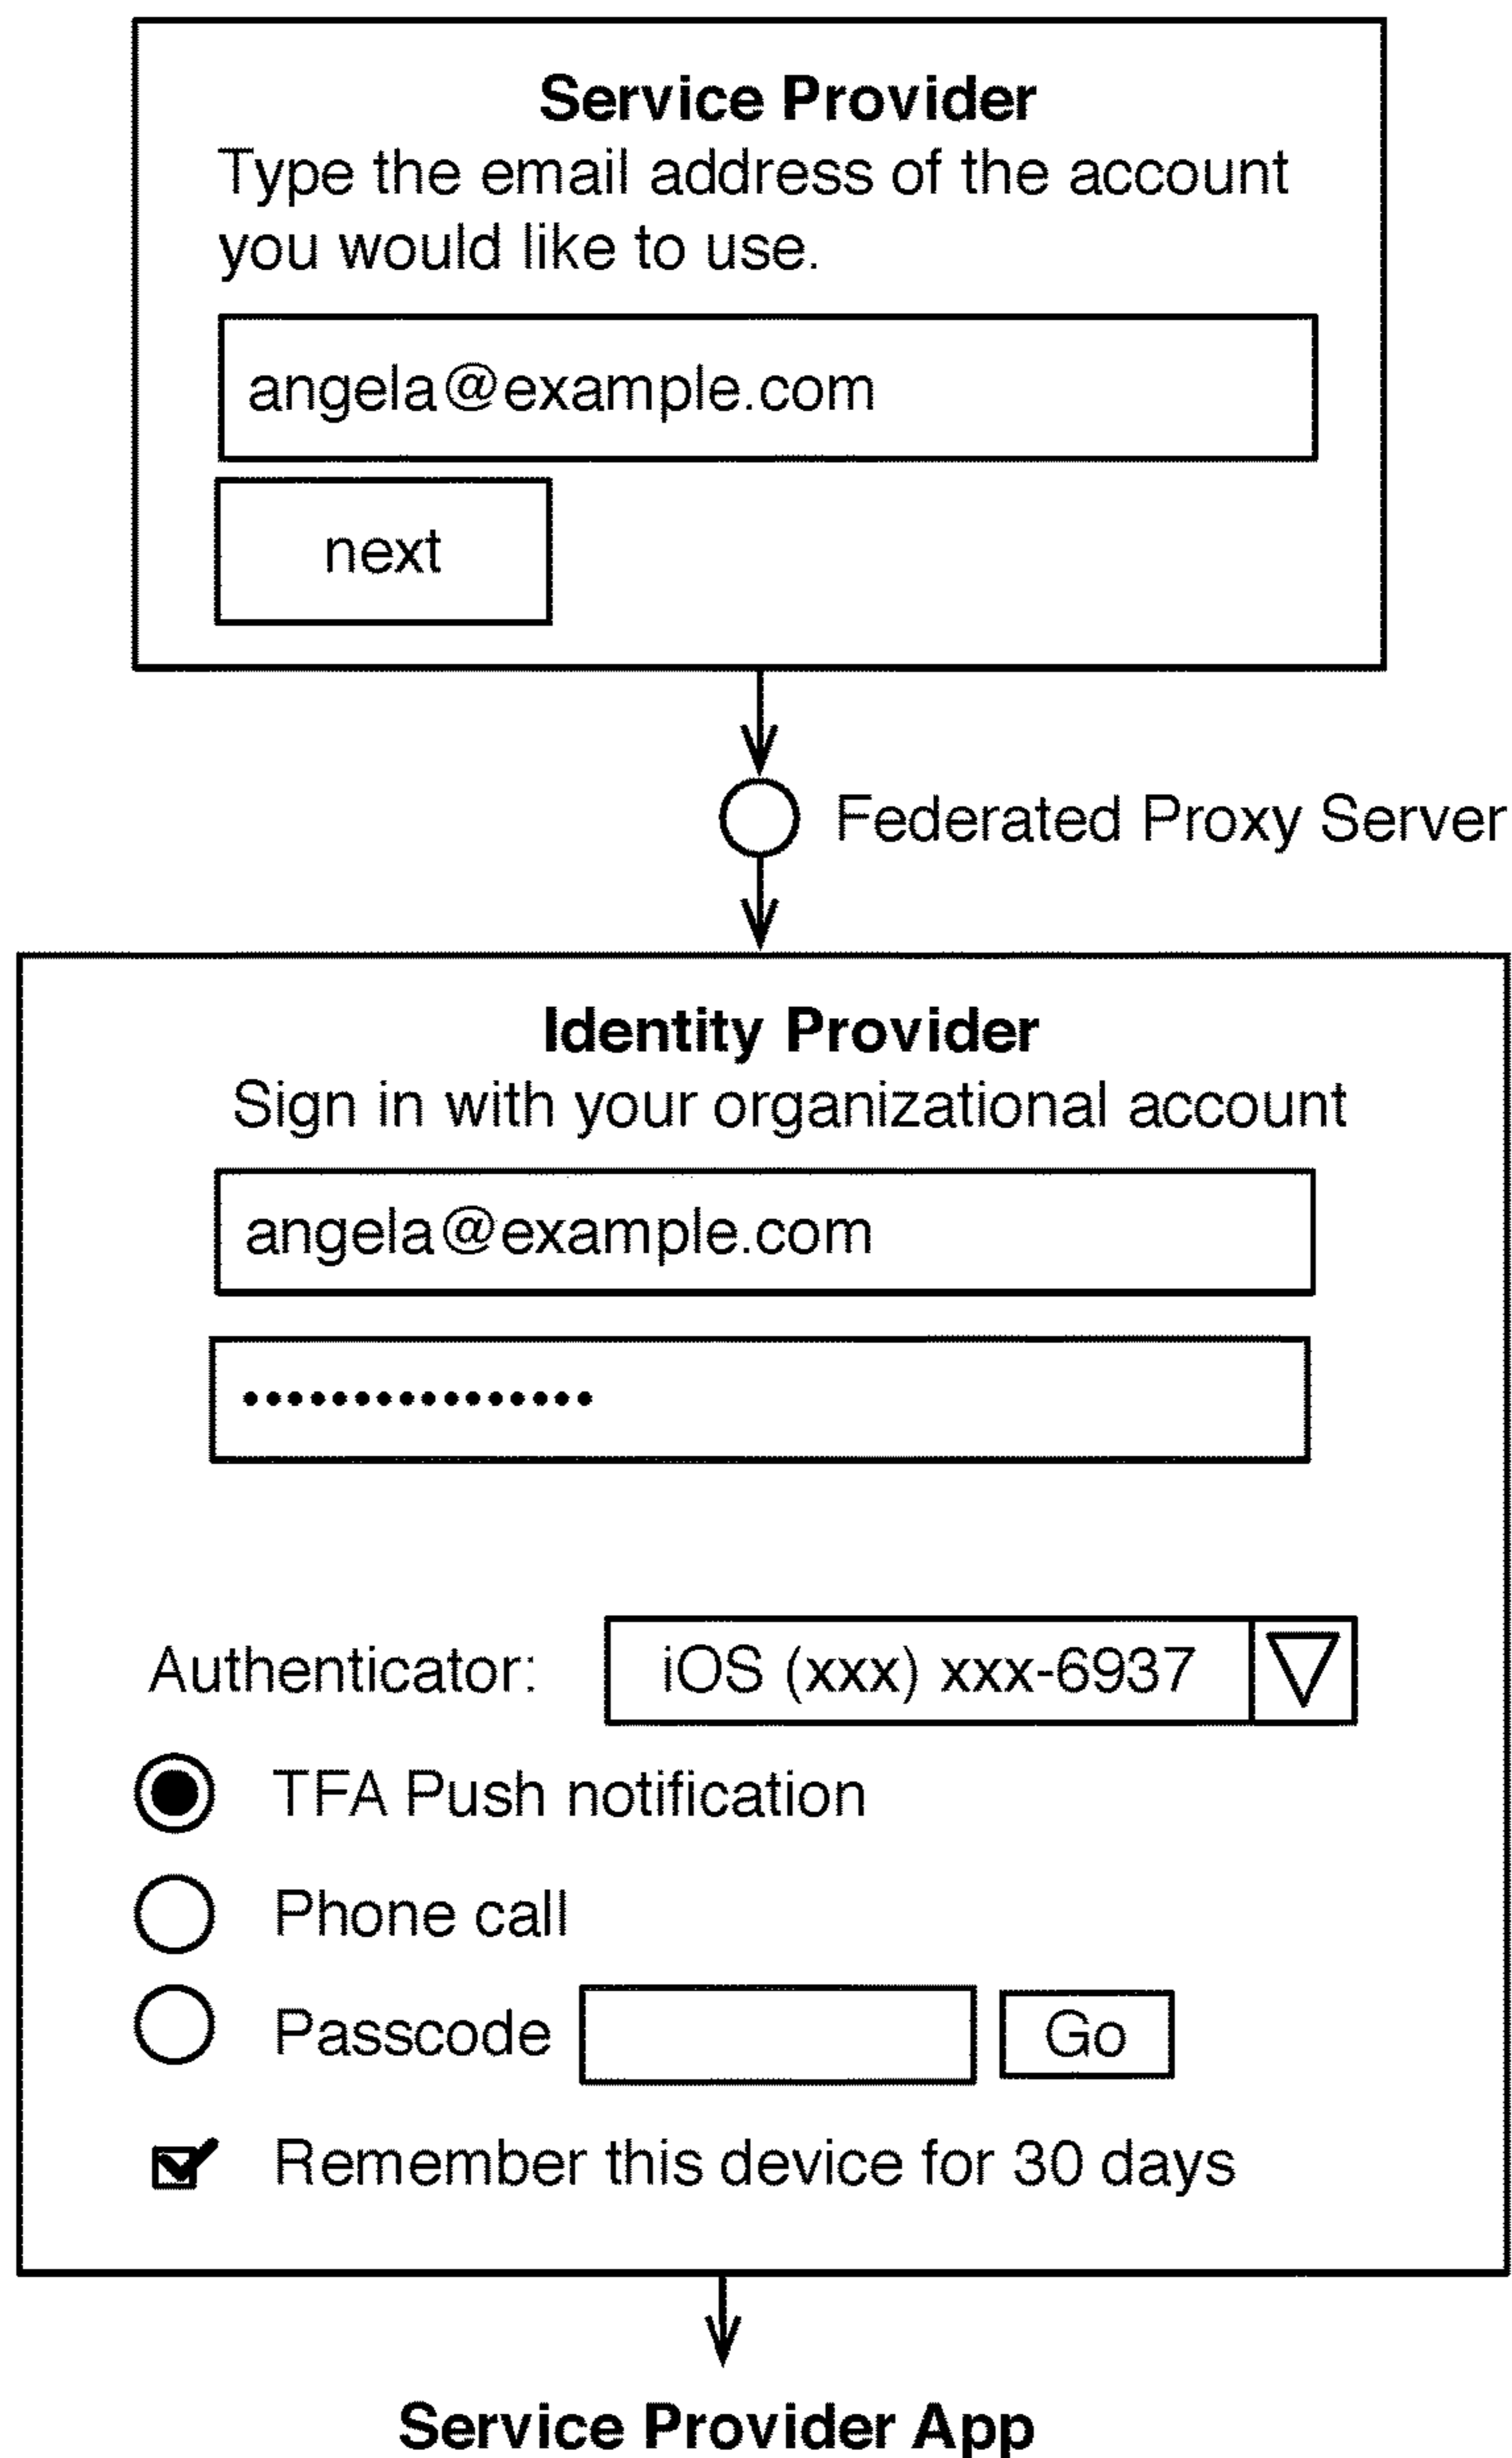 Service Provider
Type the email address of the account
you would like to use.
angela@example.com
next
Federated Proxy Server
Identity Provider
Sign in with your organizational account
angela@example.com
••••••••••••••••
Authenticator: iOS (xxx) xxx-6937
TFA Push notification
Phone call
Passcode Go
Remember this device for 30 days
Service Provider App